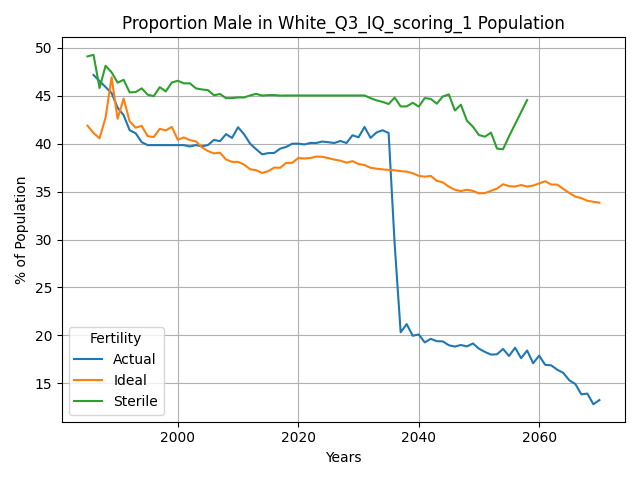 Proportion Male in White_Q3_IQ_scoring_1 Population
% of Population
50
45
40
35
30
25
20
15
Fertility
Actual
Ideal
Sterile
2000 2020 2040 2060
Years